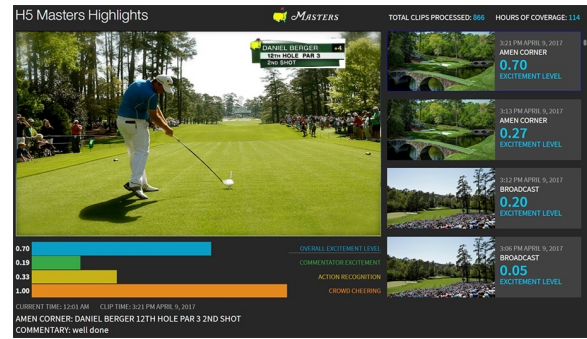 H5 Masters Highlights
MASTERS
TOTAL CLIPS PROCESSED: 866 HOURS OF COVERAGE: 114
DANIEL BERGER +4
12TH HOLE PAR 3
2ND SHOT
3:21 PM APRIL 9, 2017
AMEN CORNER
0.70
EXCITEMENT LEVEL
3:13 PM APRIL 9, 2017
AMEN CORNER
0.27
EXCITEMENT LEVEL
3:12 PM APRIL 9, 2017
BROADCAST
0.20
EXCITEMENT LEVEL
3:06 PM APRIL 9, 2017
BROADCAST
0.05
EXCITEMENT LEVEL
0.70 OVERALL EXCITEMENT LEVEL
0.19 COMMENTATOR EXCITEMENT
0.33 ACTION RECOGNITION
1.00 CROWD CHEERING
CURRENT TIME: 12:01 AM CLIP TIME: 3:21 PM APRIL 9, 2017
AMEN CORNER: DANIEL BERGER 12TH HOLE PAR 3 2ND SHOT
COMMENTARY: well done